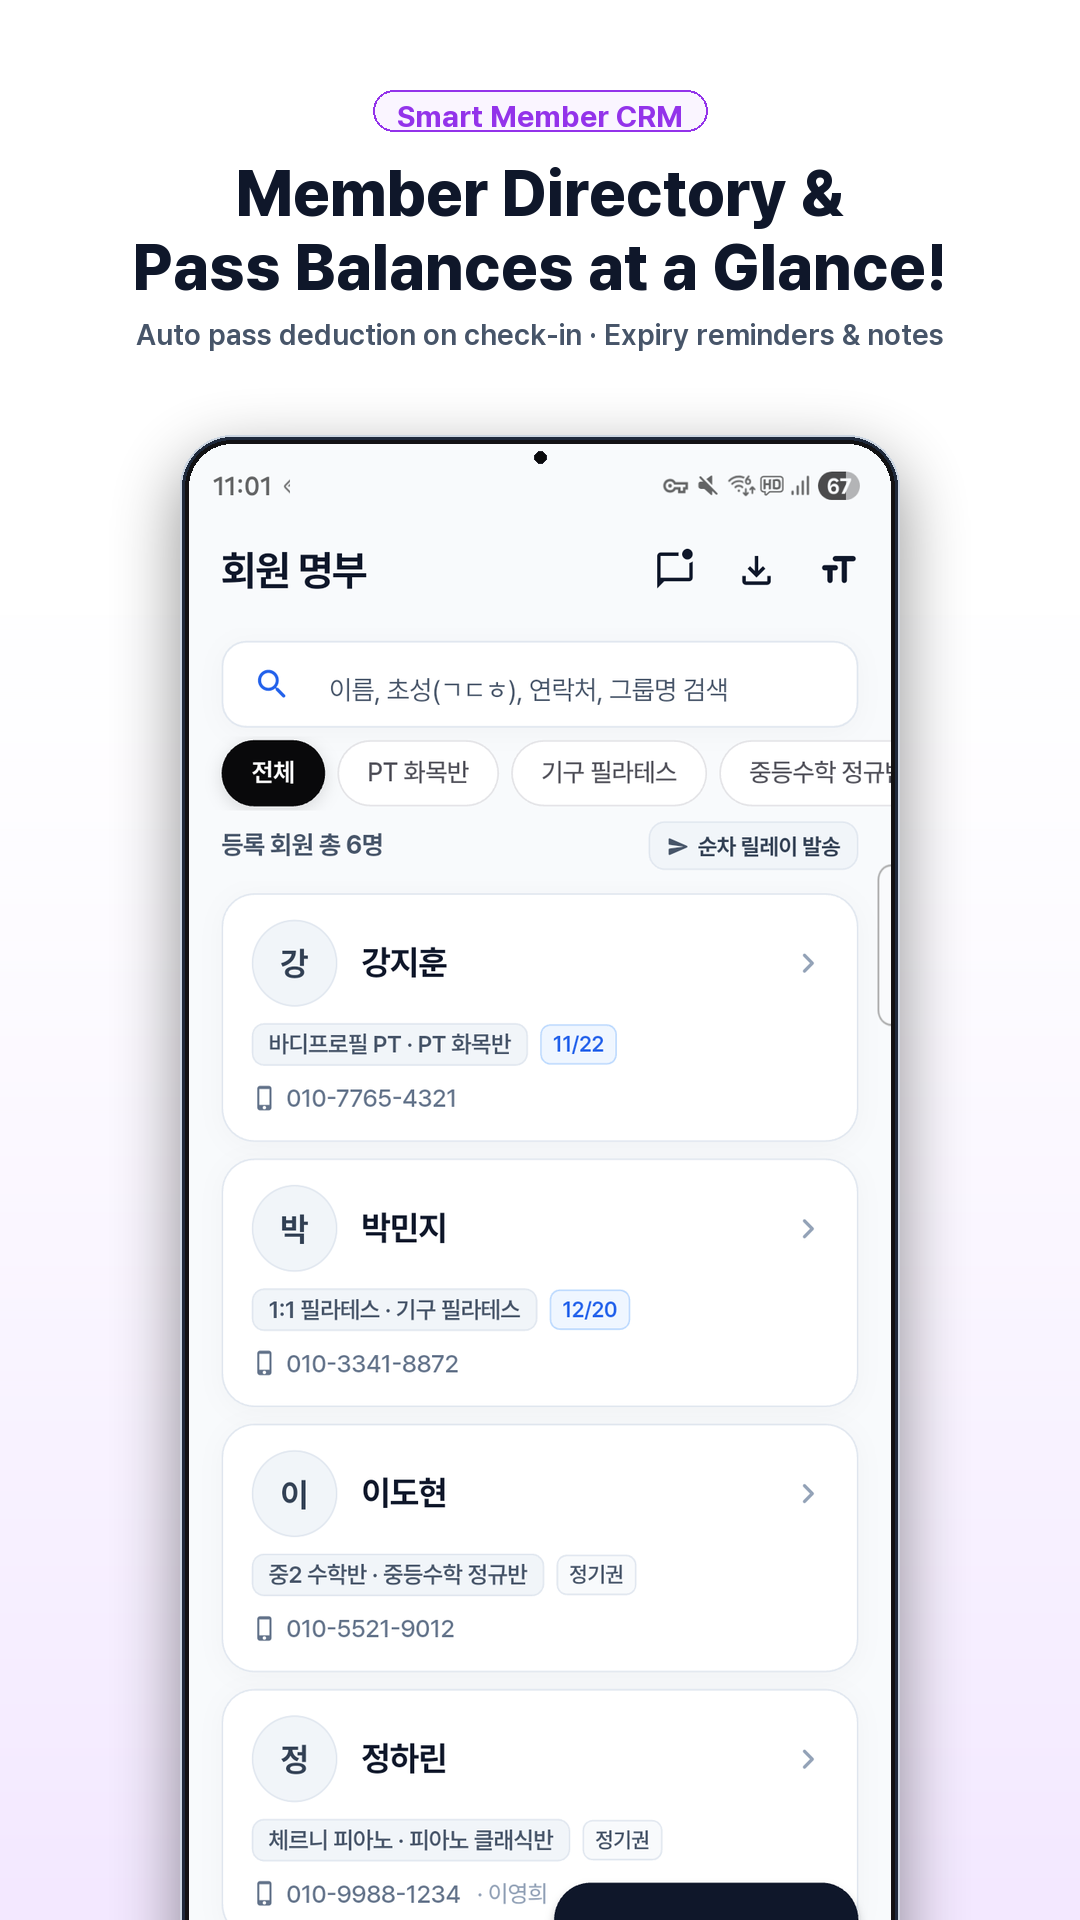 Smart Member CRM
Member Directory &
Pass Balances at a Glance!
Auto pass deduction on check-in · Expiry reminders & notes
11:01
HD 67
회원 명부
이름, 초성(ㄱㄷㅎ), 연락처, 그룹명 검색
전체 PT 화목반 기구 필라테스 중등수학 정규반
등록 회원 총 6명 순차 릴레이 발송
강 강지훈
바디프로필 PT · PT 화목반 11/22
010-7765-4321
박 박민지
1:1 필라테스 · 기구 필라테스 12/20
010-3341-8872
이 이도현
중2 수학반 · 중등수학 정규반 정기권
010-5521-9012
정 정하린
체르니 피아노 · 피아노 클래식반 정기권
010-9988-1234 · 이영희